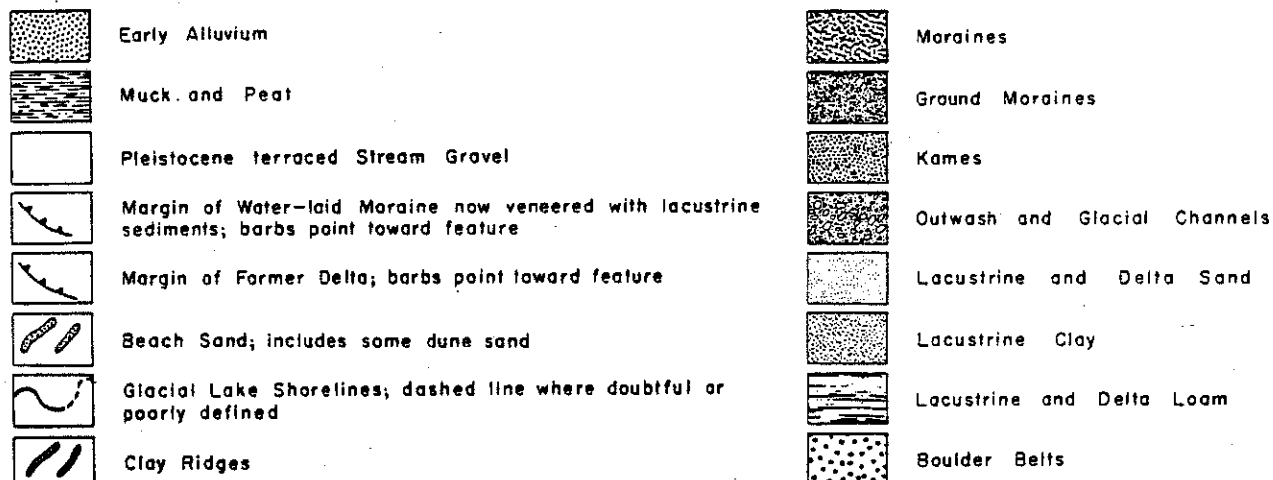 Early Alluvium
Muck and Peat
Pleistocene terraced Stream Gravel
Margin of Water-laid Moraine now veneered with lacustrine
sediments; barbs point toward feature
Margin of Former Delta; barbs point toward feature
Beach Sand; includes some dune sand
Glacial Lake Shorelines; dashed line where doubtful or
poorly defined
Clay Ridges
Moraines
Ground Moraines
Kames
Outwash and Glacial Channels
Lacustrine and Delta Sand
Lacustrine Clay
Lacustrine and Delta Loam
Boulder Belts